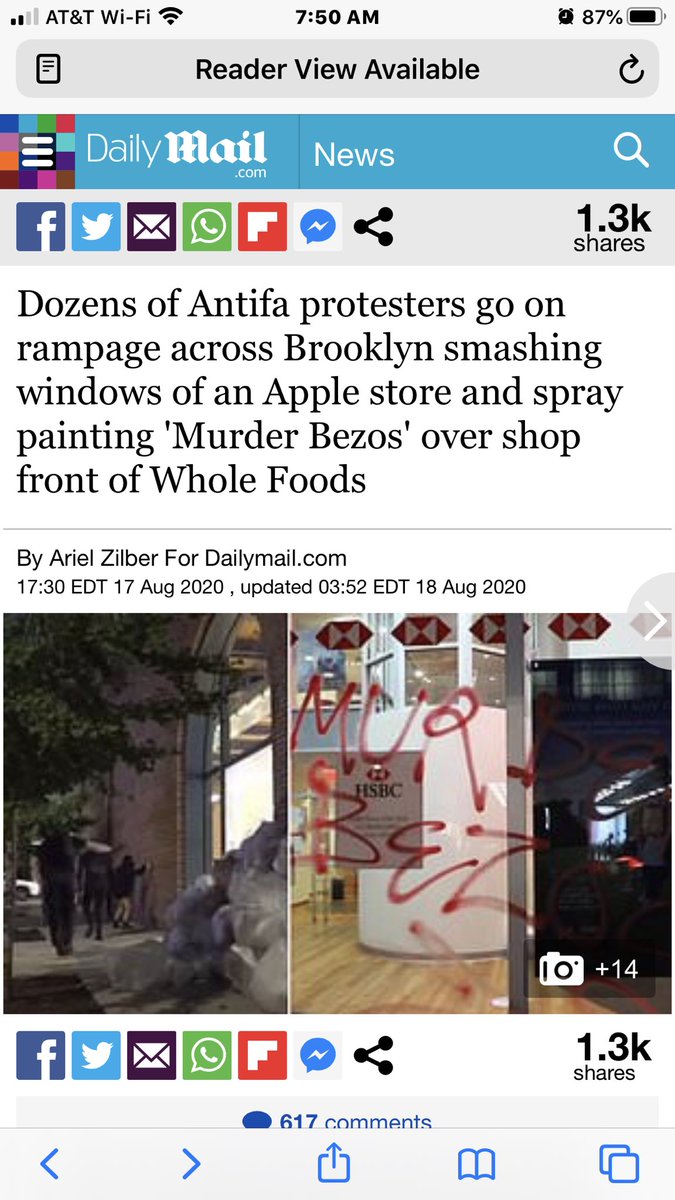 AT&T Wi-Fi 7:50 AM 87%
Reader View Available
DailyMail.com News
1.3k
shares
Dozens of Antifa protesters go on
rampage across Brooklyn smashing
windows of an Apple store and spray
painting 'Murder Bezos' over shop
front of Whole Foods
By Ariel Zilber For Dailymail.com
17:30 EDT 17 Aug 2020 , updated 03:52 EDT 18 Aug 2020
MURD
HSBC
BEZ
+14
1.3k
shares
617 comments